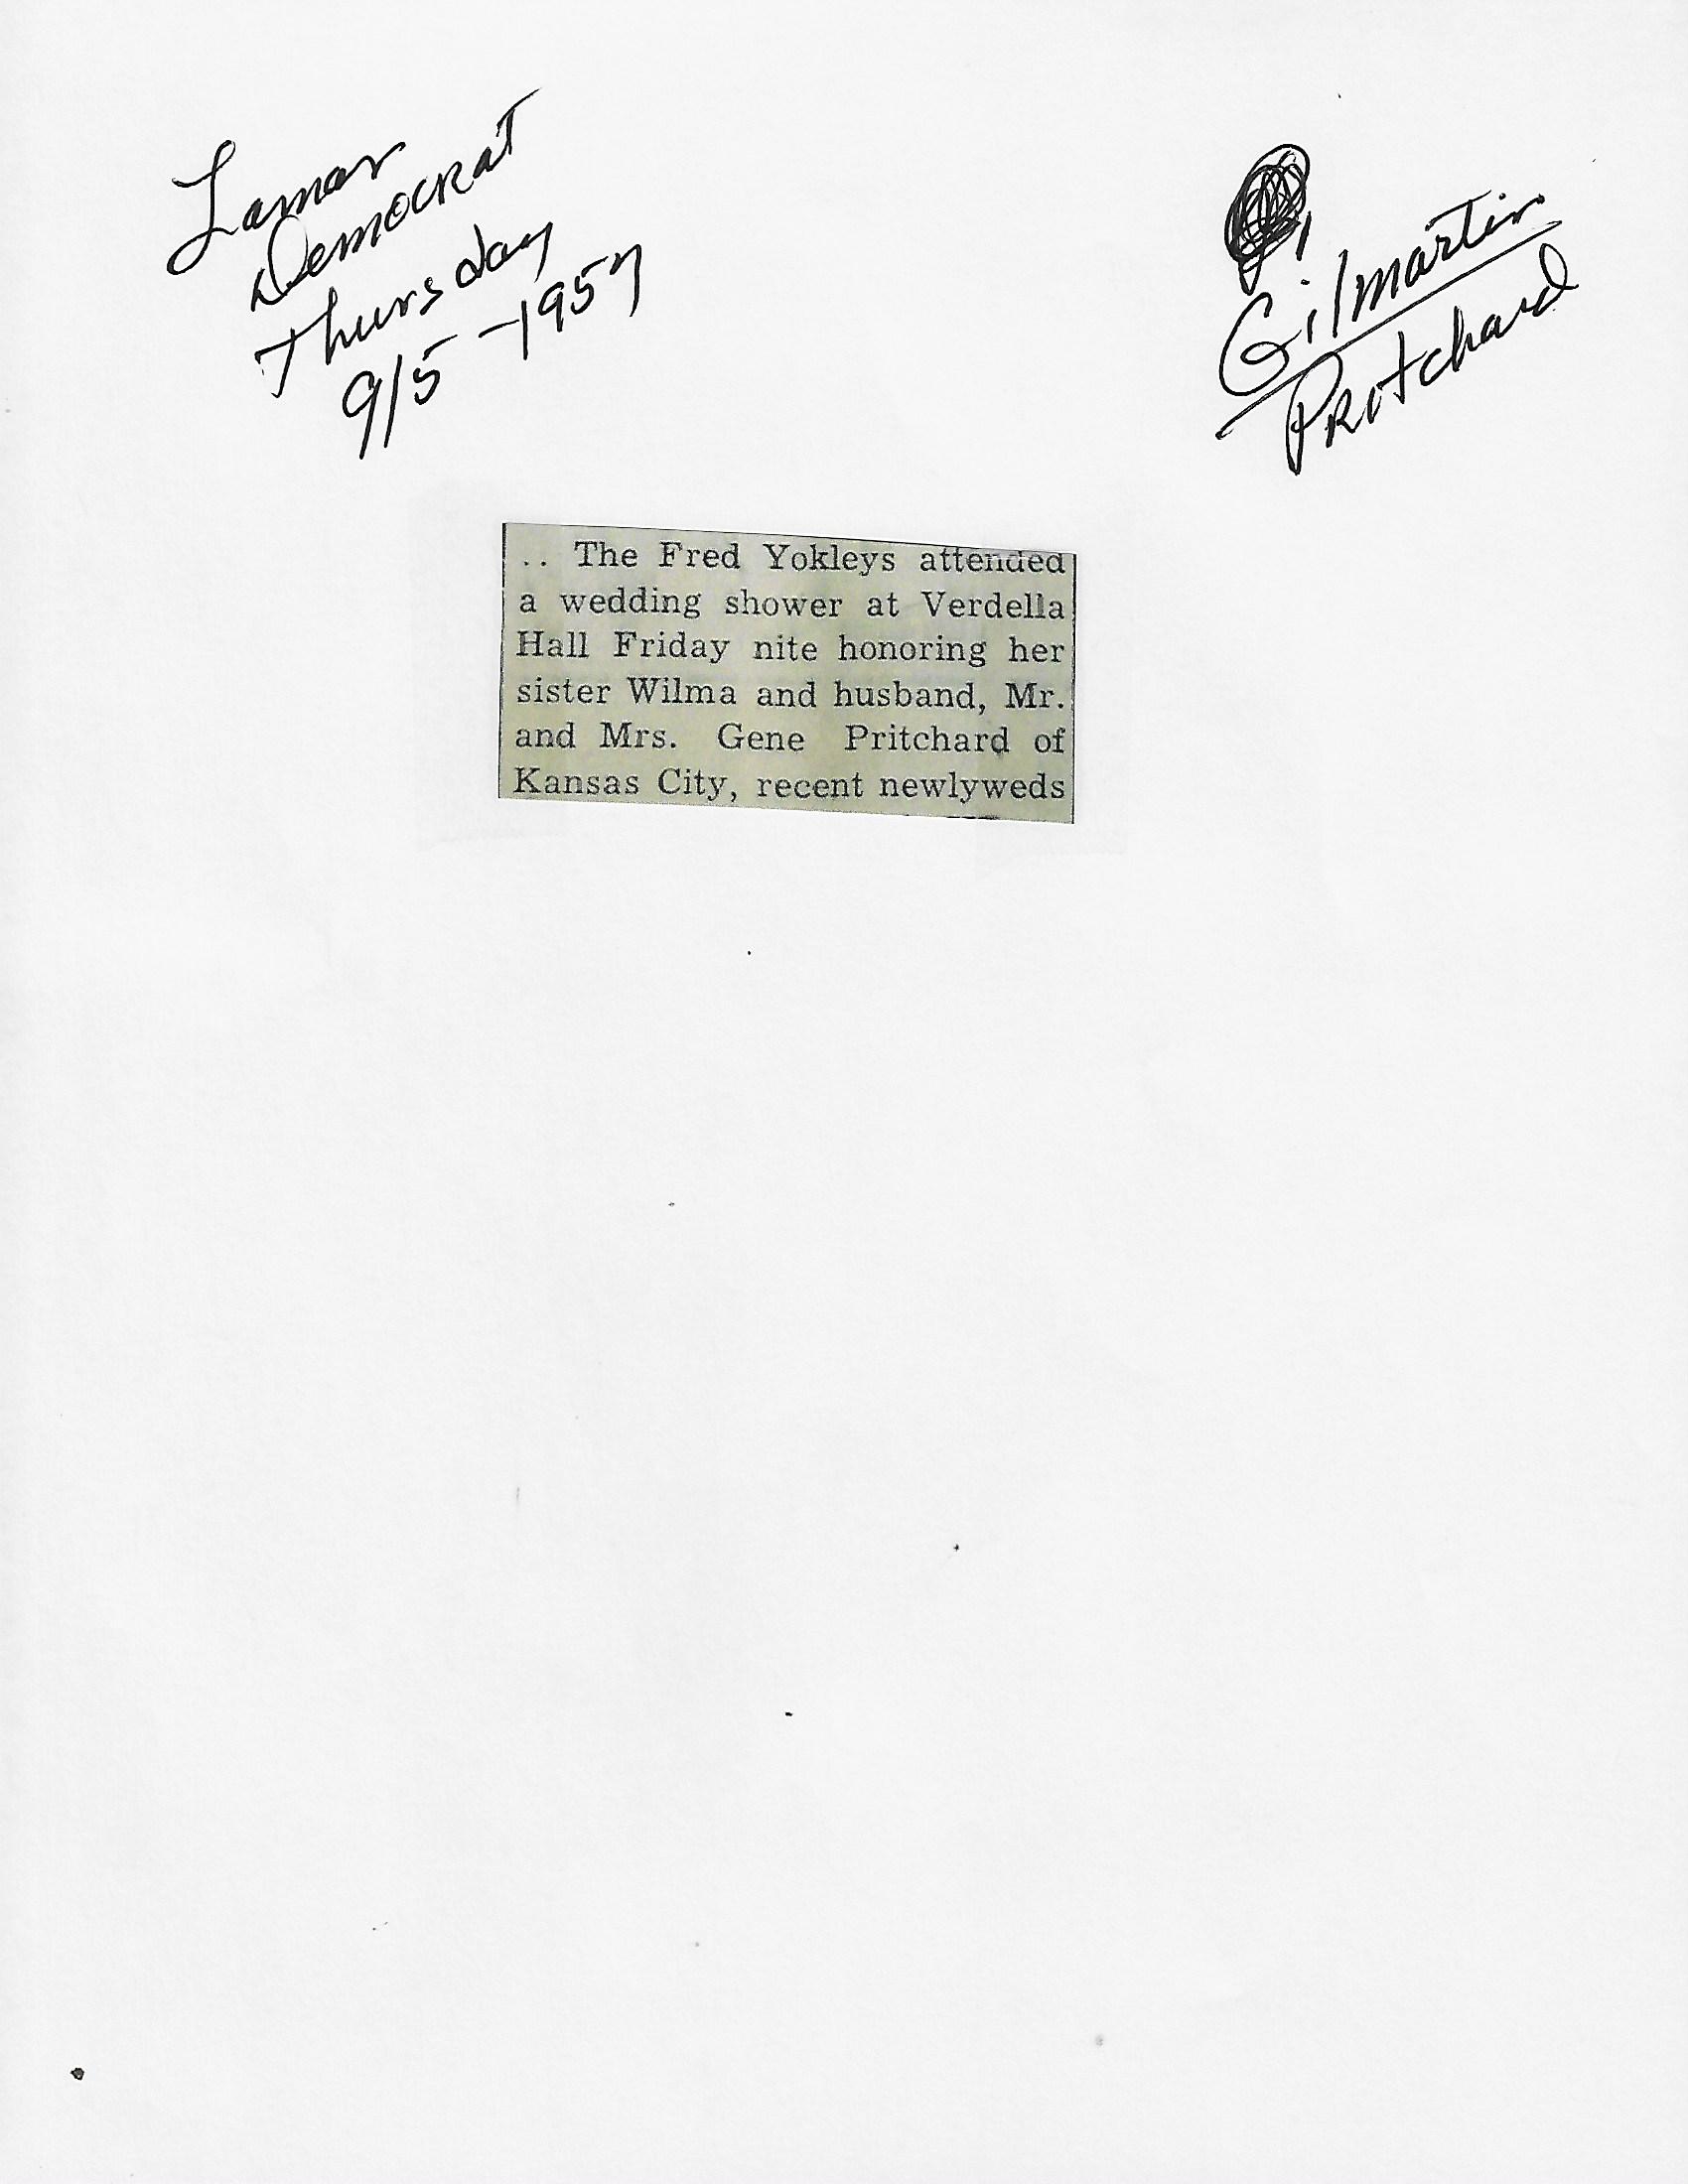 Lamar
Democrat
Thursday
9/5-1957
Gilmartin
Pritchard
.. The Fred Yokleys attended
a wedding shower at Verdella
Hall Friday nite honoring her
sister Wilma and husband, Mr.
and Mrs. Gene Pritchard of
Kansas City, recent newlyweds